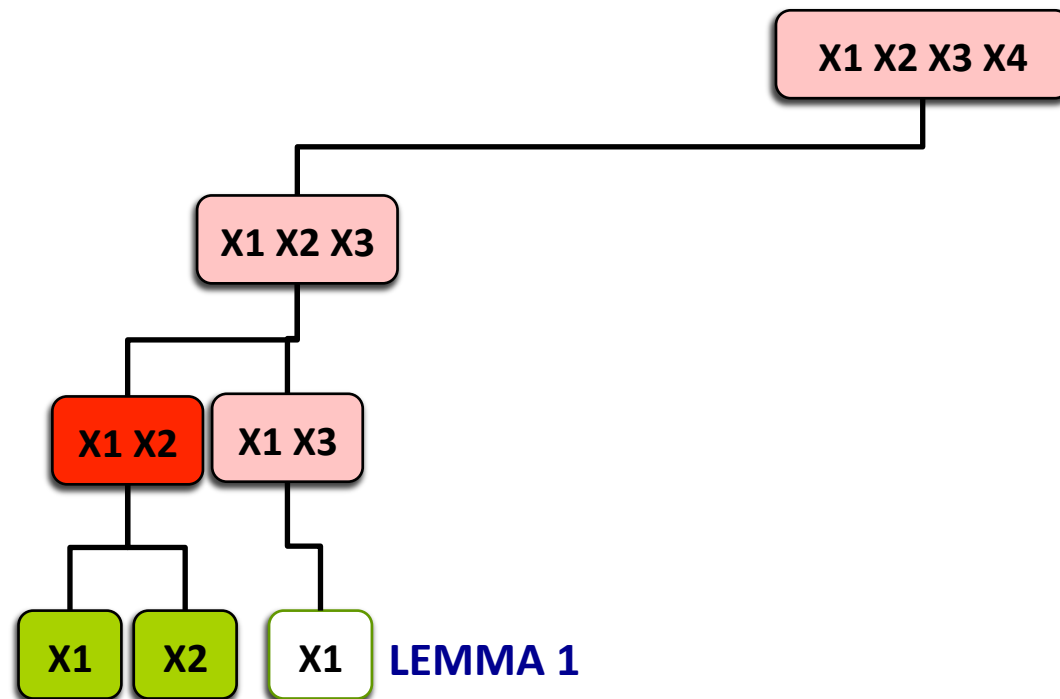 X1 X2 X3 X4
X1 X2 X3
X1 X2
X1 X3
X1
X2
X1
LEMMA 1